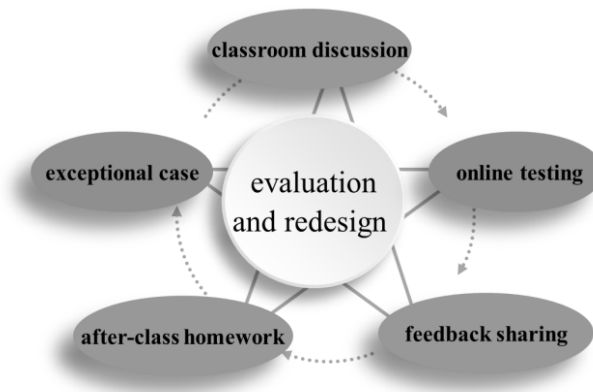 classroom discussion
exceptional case
evaluation
and redesign
online testing
after-class homework
feedback sharing